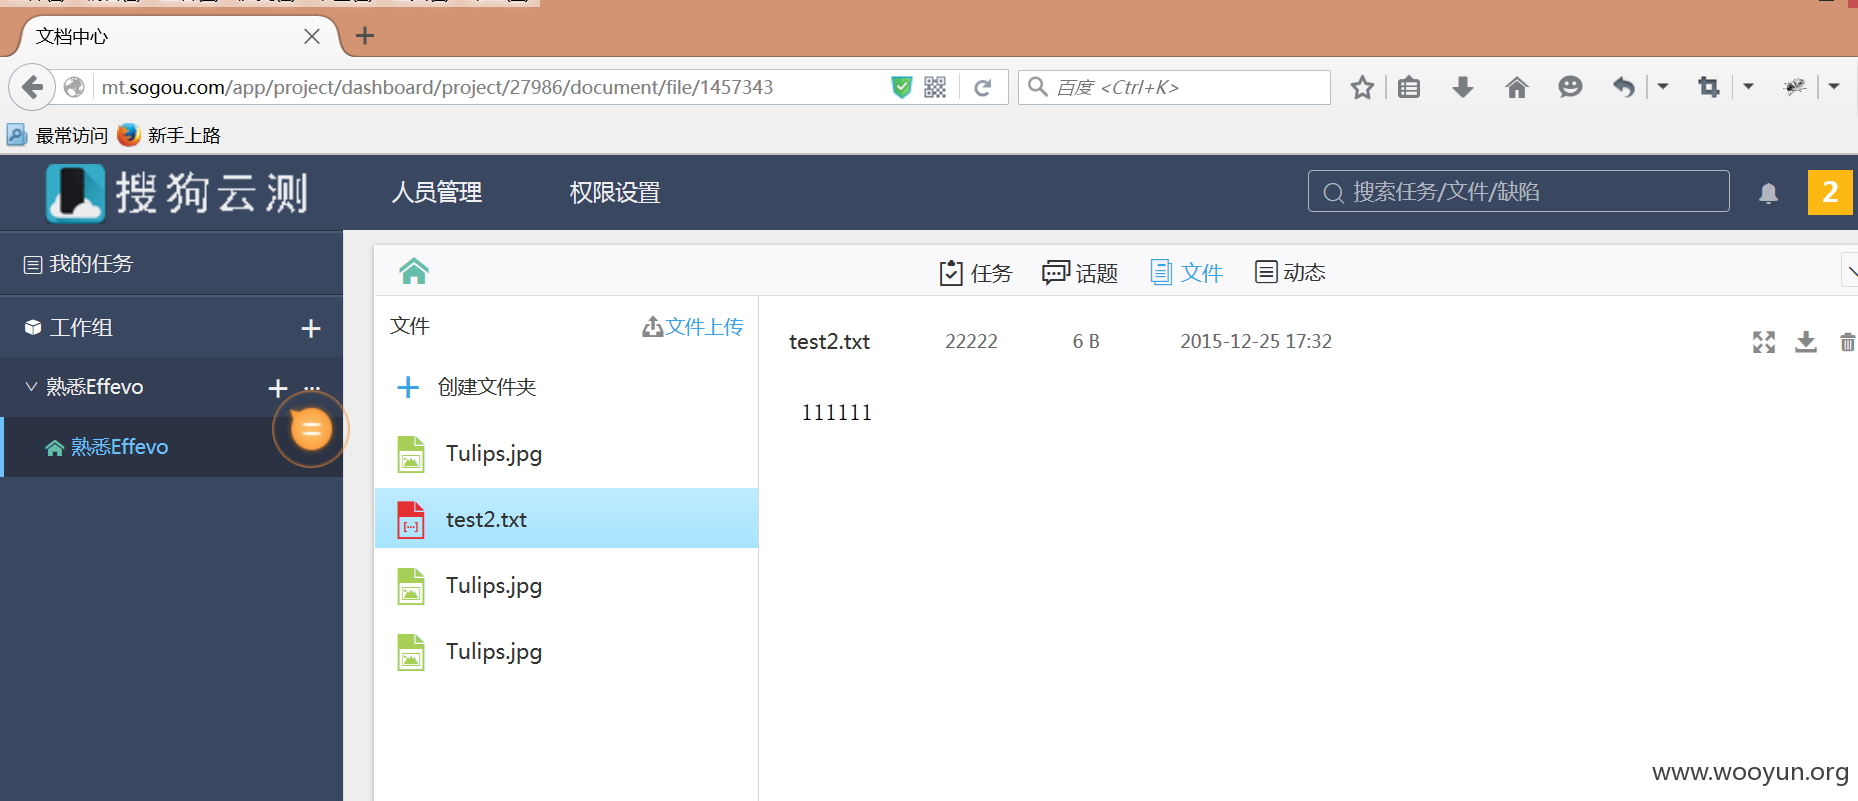 文档中心
mt.sogou.com/app/project/dashboard/project/27986/document/file/1457343
百度 <Ctrl+K>
最常访问 新手上路
搜狗云测 人员管理 权限设置 搜索任务/文件/缺陷 2
我的任务
任务 话题 文件 动态
工作组
文件 文件上传
test2.txt 22222 6 B 2015-12-25 17:32
熟悉Effevo
创建文件夹
111111
熟悉Effevo
Tulips.jpg
test2.txt
Tulips.jpg
Tulips.jpg
www.wooyun.org